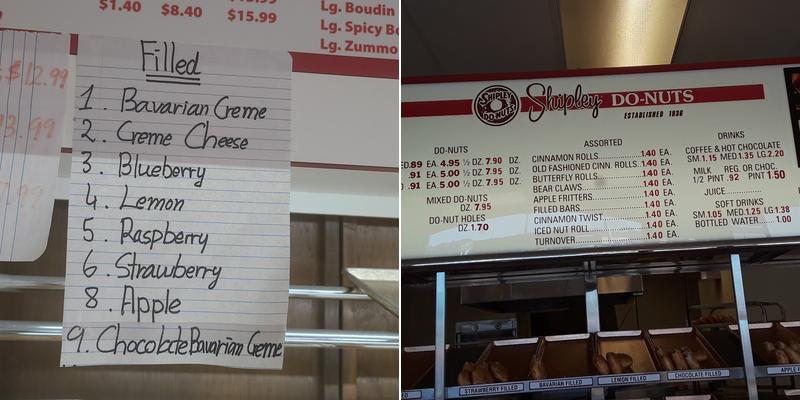 $1.40 $8.40 $15.99
Lg. Boudin
Lg. Spicy
Lg. Zummo
$12.99
3.99
Filled
1. Bavarian Creme
2. Creme Cheese
3. Blueberry
4. Lemon
5. Raspberry
6. Strawberry
8. Apple
9. Chocolate Bavarian Creme
SHIPLEY DO-NUTS
Shipley DO-NUTS
ESTABLISHED 1936
DO-NUTS
.89 EA. 4.95 ½ DZ. 7.90 DZ.
.91 EA. 5.00 ½ DZ. 7.95 DZ.
.91 EA. 5.00 ½ DZ. 7.95 DZ.
MIXED DO-NUTS
DZ. 7.95
DO-NUT HOLES
DZ. 1.70
ASSORTED
CINNAMON ROLLS 1.40 EA.
OLD FASHIONED CINN. ROLLS 1.40 EA.
BUTTERFLY ROLLS 1.40 EA.
BEAR CLAWS 1.40 EA.
APPLE FRITTERS 1.40 EA.
FILLED BARS 1.40 EA.
CINNAMON TWIST 1.40 EA.
ICED NUT ROLL 1.40 EA.
TURNOVER 1.40 EA.
DRINKS
COFFEE & HOT CHOCOLATE
SM. 1.15 MED. 1.35 LG. 2.20
MILK REG. OR CHOC.
1/2 PINT .92 PINT 1.50
JUICE
SOFT DRINKS
SM. 1.05 MED. 1.25 LG. 1.38
BOTTLED WATER 1.00
STRAWBERRY FILLED
BAVARIAN FILLED
LEMON FILLED
CHOCOLATE FILLED
APPLE